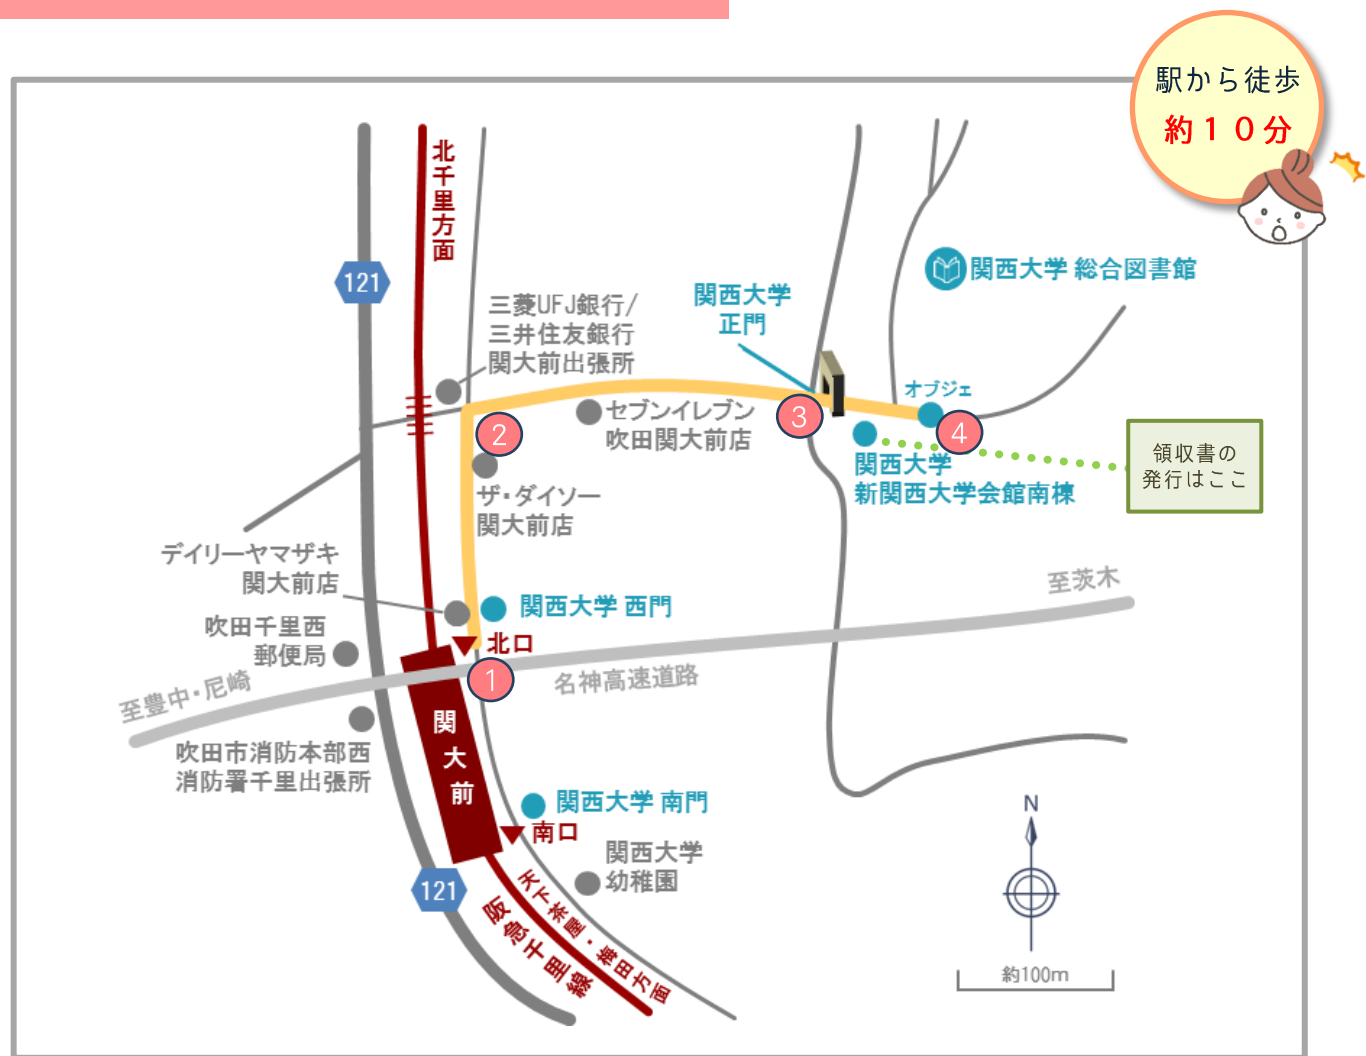 駅から徒歩
約１０分
北千里方面
121
関西大学 総合図書館
関西大学
正門
三菱UFJ銀行/
三井住友銀行
関大前出張所
オブジェ
セブンイレブン
吹田関大前店
③
②
④
領収書の
発行はここ
関西大学
新関西大学会館南棟
ザ・ダイソー
関大前店
デイリーヤマザキ
関大前店
至茨木
関西大学 西門
吹田千里西
郵便局
北口
①
名神高速道路
至豊中・尼崎
関大前
吹田市消防本部西
消防署千里出張所
関西大学 南門
南口
関西大学
幼稚園
121
天下茶屋・梅田方面
阪急千里線
N
約100m